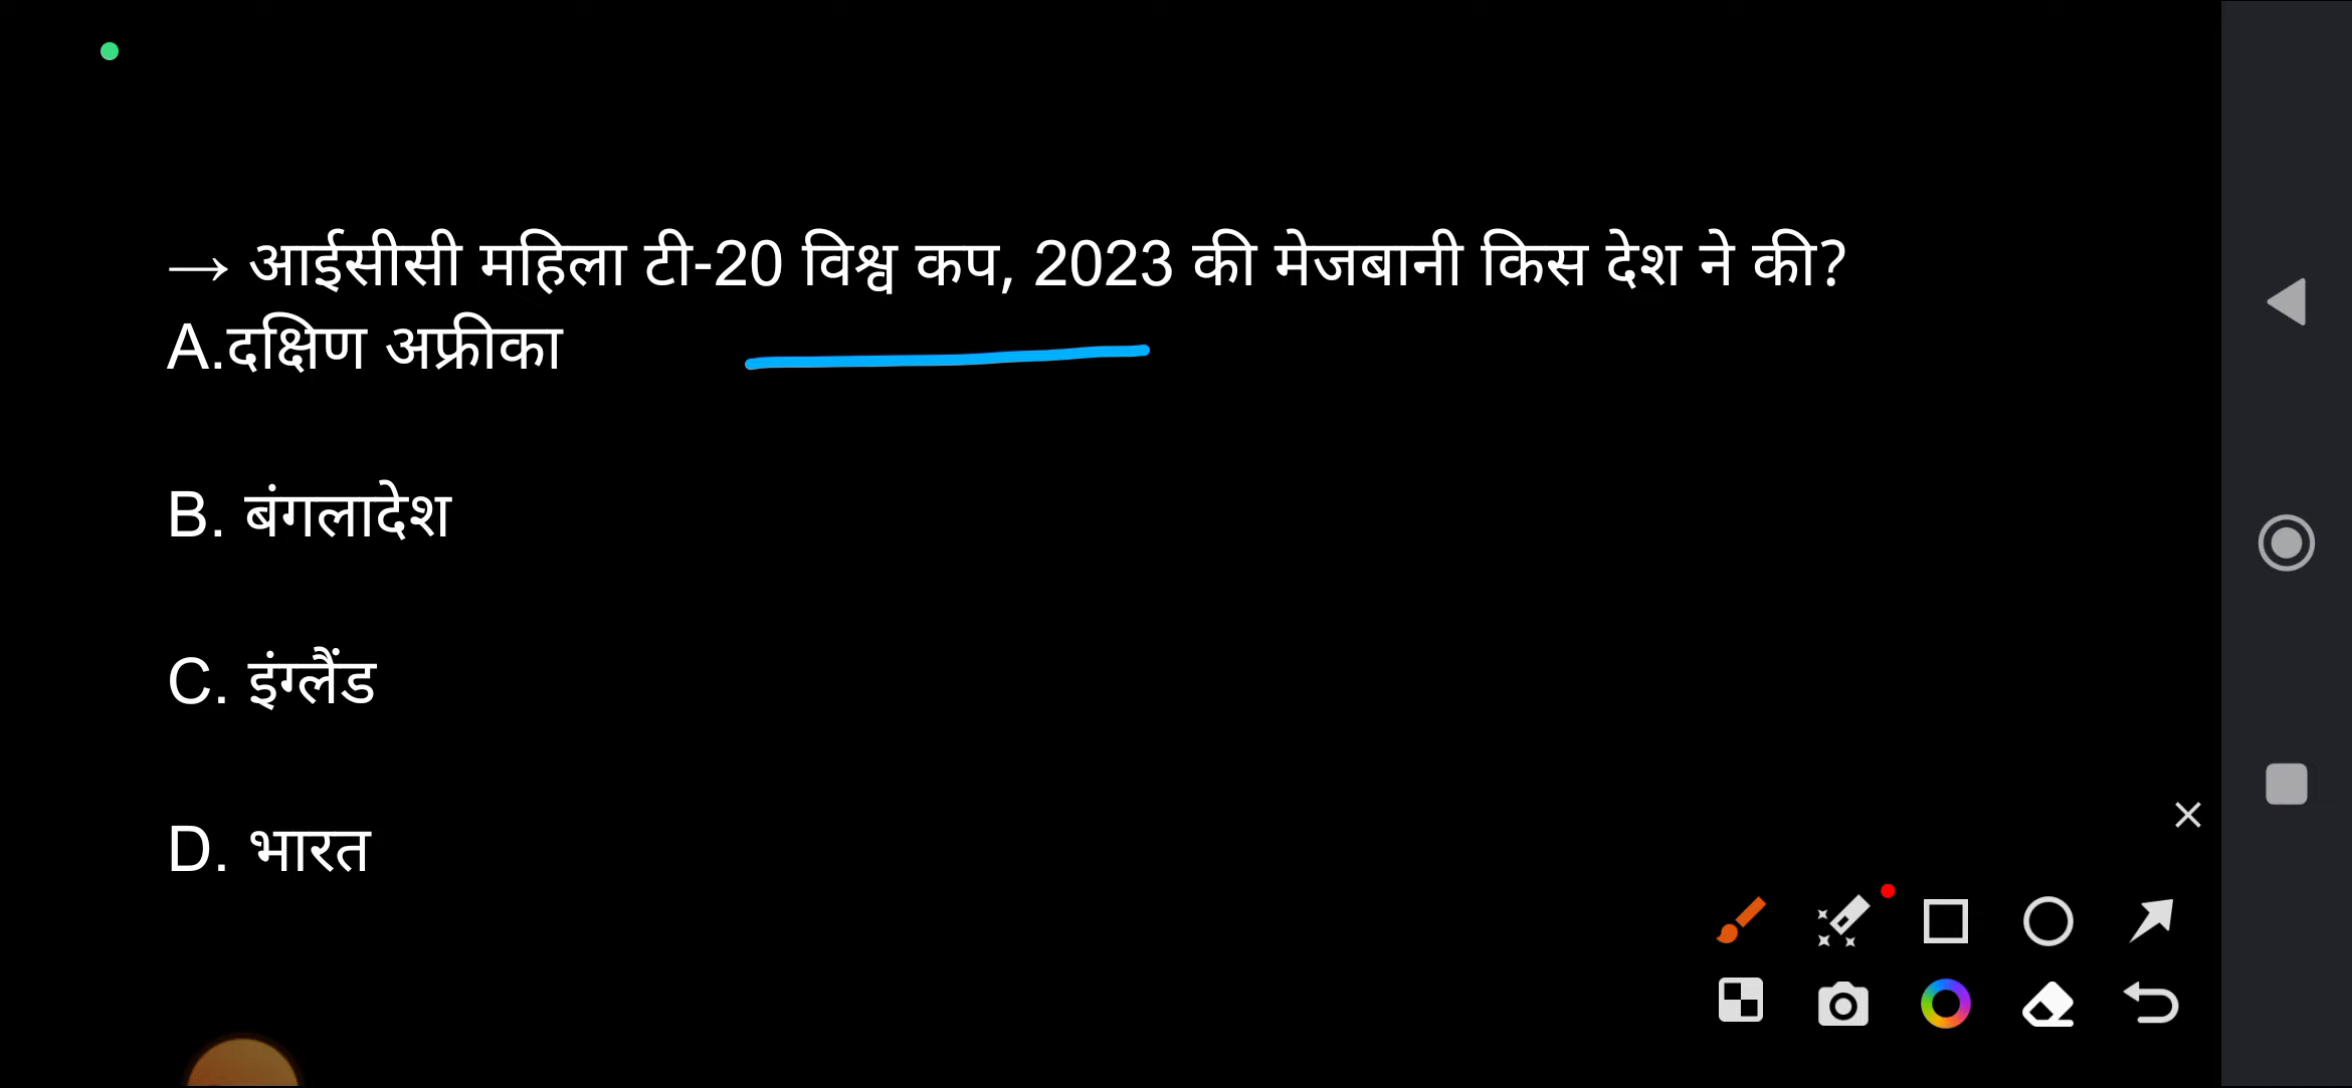 → आईसीसी महिला टी-20 विश्व कप, 2023 की मेजबानी किस देश ने की?
A.दक्षिण अफ्रीका
B. बंगलादेश
C. इंग्लैंड
D. भारत